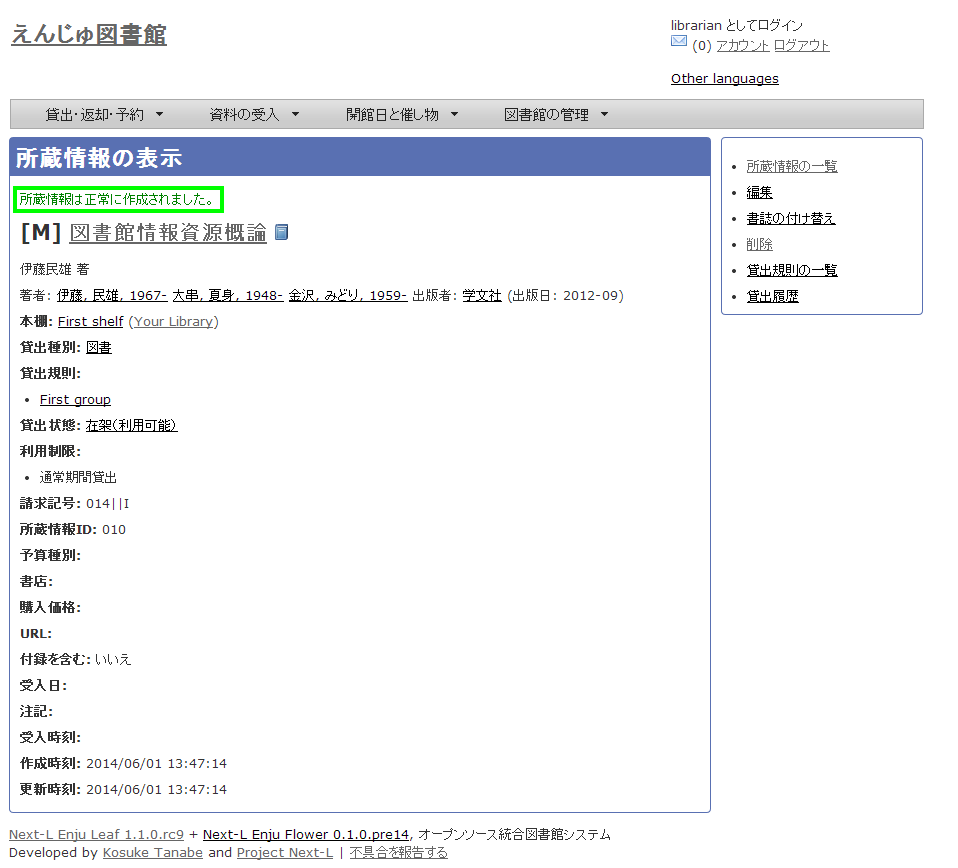 えんじゅ図書館
librarian としてログイン
(0) アカウント ログアウト
Other languages
貸出・返却・予約 ▼ 資料の受入 ▼ 開館日と催し物 ▼ 図書館の管理 ▼
所蔵情報の表示
所蔵情報は正常に作成されました。
[M] 図書館情報資源概論
伊藤民雄 著
著者: 伊藤, 民雄, 1967- 大串, 夏身, 1948- 金沢, みどり, 1959- 出版者: 学文社 (出版日: 2012-09)
本棚: First shelf (Your Library)
貸出種別: 図書
貸出規則:
• First group
貸出状態: 在架(利用可能)
利用制限:
• 通常期間貸出
請求記号: 014||I
所蔵情報ID: 010
予算種別:
書店:
購入価格:
URL:
付録を含む: いいえ
受入日:
注記:
受入時刻:
作成時刻: 2014/06/01 13:47:14
更新時刻: 2014/06/01 13:47:14
• 所蔵情報の一覧
• 編集
• 書誌の付け替え
• 削除
• 貸出規則の一覧
• 貸出履歴
Next-L Enju Leaf 1.1.0.rc9 + Next-L Enju Flower 0.1.0.pre14, オープンソース統合図書館システム
Developed by Kosuke Tanabe and Project Next-L | 不具合を報告する